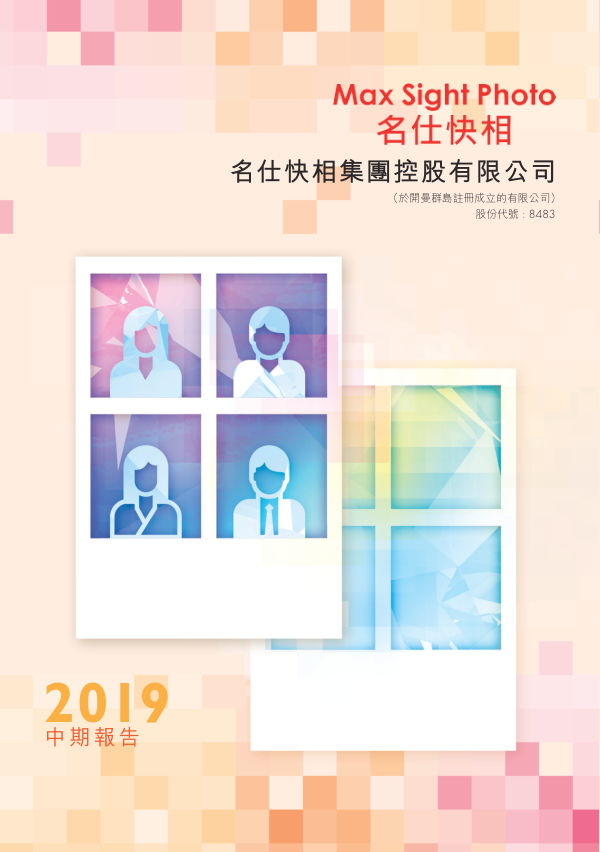 Max Sight Photo
名仕快相
名仕快相集團控股有限公司
（於開曼群島註冊成立的有限公司）
股份代號 : 8483
2019
中期報告